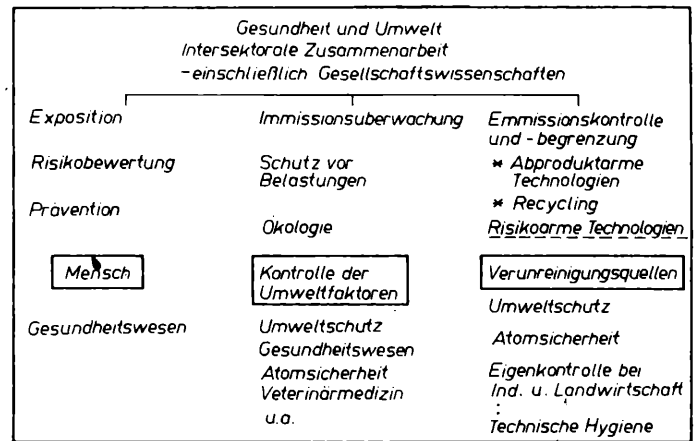 Gesundheit und Umwelt
Intersektorale Zusammenarbeit
-einschließlich Gesellschaftswissenschaften
Exposition
Risikobewertung
Prävention
Mensch
Gesundheitswesen
Immissionsuberwachung
Schutz vor
Belastungen
Okologie
Kontrolle der
Umweltfaktoren
Umweltschutz
Gesundheitswesen
Atomsicherheit
Veterinärmedizin
u.a.
Emmissionskontrolle
und -begrenzung
* Abproduktarme
Technologien
* Recycling
Risikoarme Technologien
Verunreinigungsquellen
Umweltschutz
Atomsicherheit
Eigenkontrolle bei
Ind. u. Landwirtschaft
:
Technische Hygiene